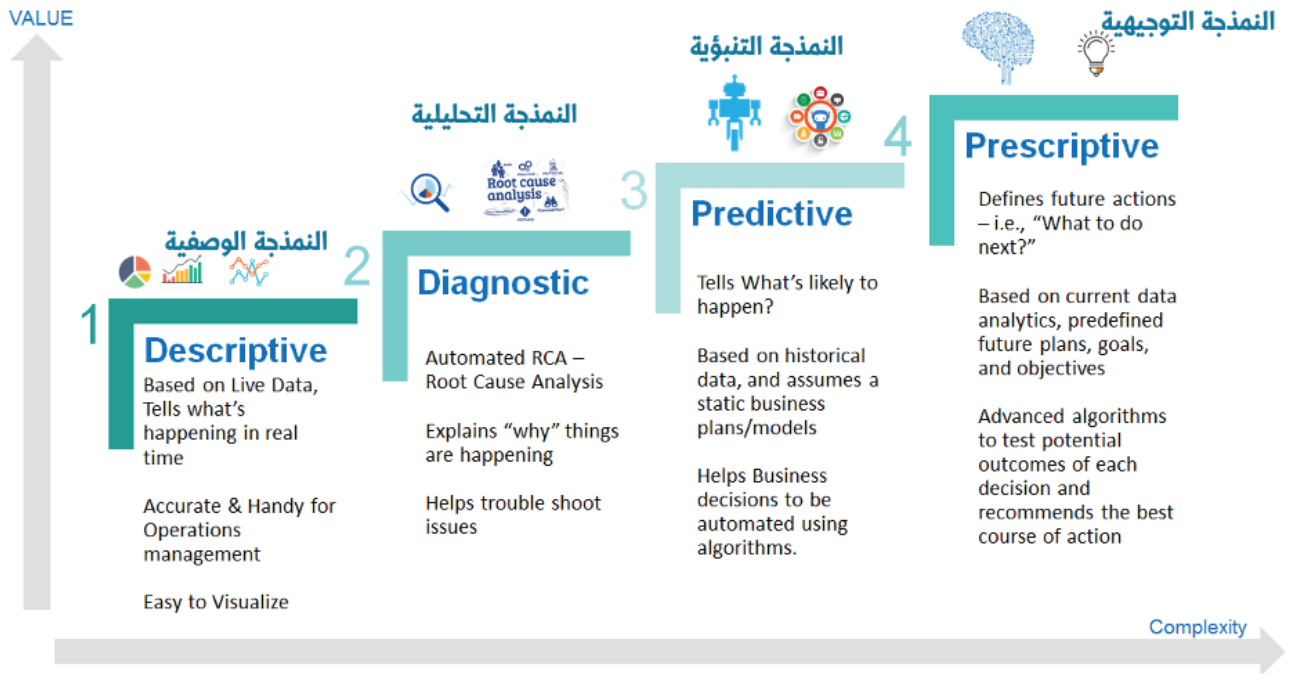 VALUE
النمذجة الوصفية
1
Descriptive
Based on Live Data,
Tells what's
happening in real
time
Accurate & Handy for
Operations
management
Easy to Visualize
النمذجة التحليلية
Root cause
analysis
2
Diagnostic
Automated RCA –
Root Cause Analysis
Explains “why” things
are happening
Helps trouble shoot
issues
النمذجة التنبؤية
3
Predictive
Tells What's likely to
happen?
Based on historical
data, and assumes a
static business
plans/models
Helps Business
decisions to be
automated using
algorithms.
النمذجة التوجيهية
4
Prescriptive
Defines future actions
– i.e., “What to do
next?”
Based on current data
analytics, predefined
future plans, goals,
and objectives
Advanced algorithms
to test potential
outcomes of each
decision and
recommends the best
course of action
Complexity